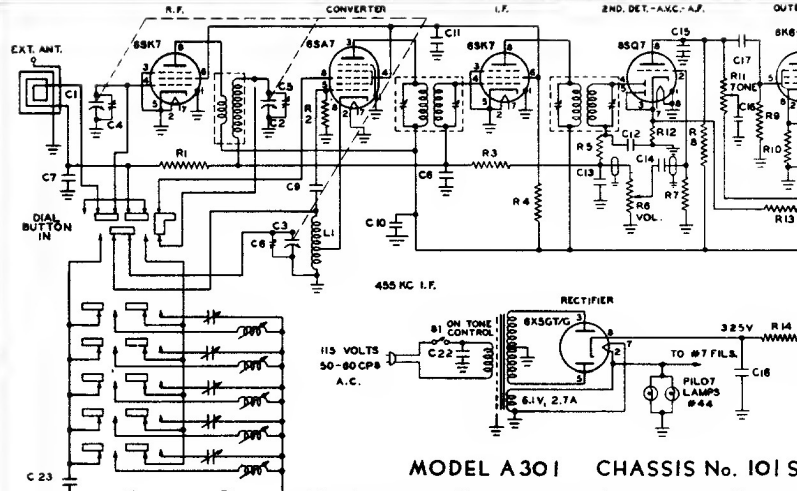 R.F. CONVERTER I.F. 2ND. DET.-A.V.C.-A.F. OUT
EXT. ANT.
6SK7 6SA7 6SK7 6SQ7 6K6
C11 C15 C17
C1 C4 C5 C2 R2
R11 TONE C16 R9
C12 R12 R8 R10
C7 R1 C9 C6 R3 R5 C13 C14 R7
R4 R6 VOL. R13
DIAL BUTTON IN
C3 C6 L1 C10
455 KC I.F.
RECTIFIER
6X5GT/G
S1 ON TONE CONTROL
C22
115 VOLTS
50-60 CPS
A.C.
325V R14
TO #7 FILS.
C18
PILOT LAMPS #44
6.1V, 2.7A
C23
MODEL A301 CHASSIS No. 101